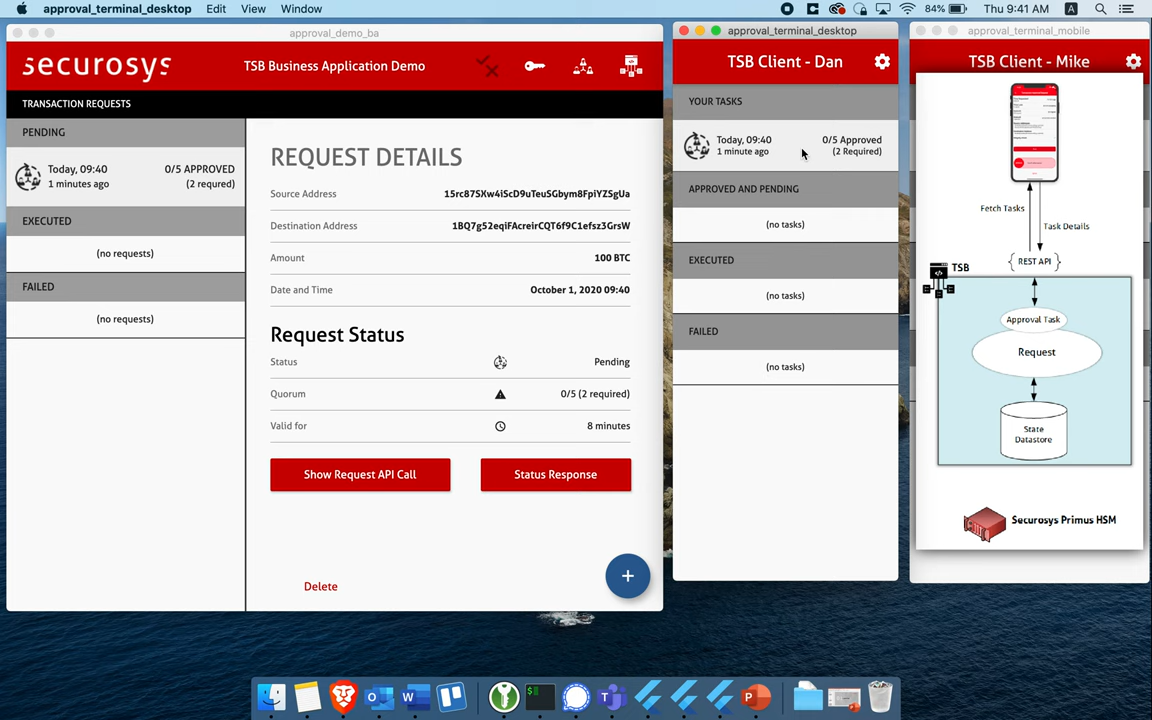 approval_terminal_desktop Edit View Window
84% Thu 9:41 AM A
approval_demo_ba
securosys
TSB Business Application Demo
TRANSACTION REQUESTS
PENDING
Today, 09:40
1 minutes ago
0/5 APPROVED
(2 requred)
EXECUTED
(no requests)
FAILED
(no requests)
REQUEST DETAILS
Source Address
15rc87SXw4iScD9uTeuSGbym8FpiYZSgUa
Destination Address
1BQ7g52eqiFAcreirCQT6f9C1efsz3GrsW
Amount
100 BTC
Date and Time
October 1, 2020 09:40
Request Status
Status
Pending
Quorum
0/5 (2 required)
Valid for
8 minutes
Show Request API Call
Status Response
Delete
+
approval_terminal_desktop
TSB Client - Dan
YOUR TASKS
Today, 09:40
1 minute ago
0/5 Approved
(2 Required)
APPROVED AND PENDING
(no tasks)
EXECUTED
(no tasks)
FAILED
(no tasks)
approval_terminal_mobile
TSB Client - Mike
Fetch Tasks
Task Details
{ REST API }
TSB
Approval Task
Request
State
Datastore
Securosys Primus HSM